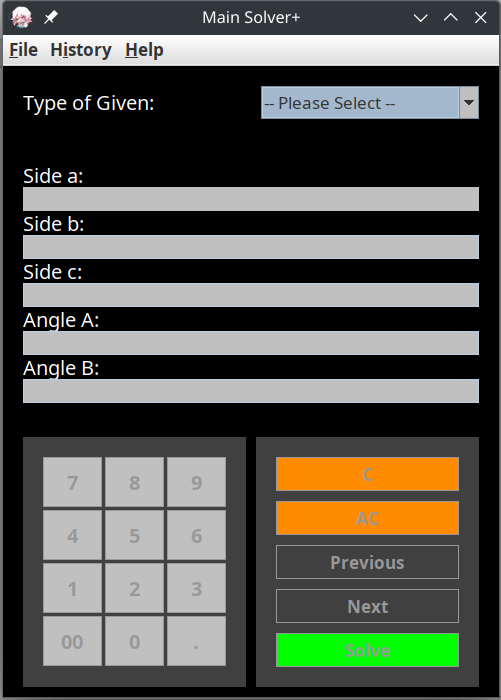 Main Solver+
File History Help
Type of Given: -- Please Select --
Side a:
Side b:
Side c:
Angle A:
Angle B:
7 8 9
4 5 6
1 2 3
00 0 .
C
AC
Previous
Next
Solve